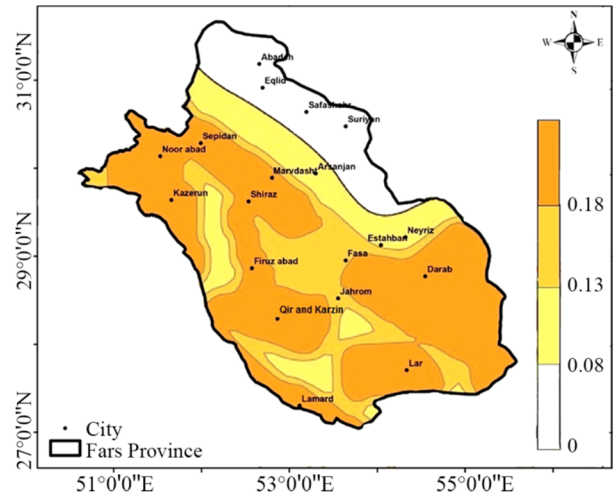 N
W E
S
31°0'0"N
29°0'0"N
27°0'0"N
Abadeh
Eqlid
Safashahr
Suriyan
Sepidan
Noor abad
Marvdasht
Arsanjan
Kazerun
Shiraz
Neyriz
Estahban
Fasa
Firuz abad
Darab
Jahrom
Qir and Karzin
Lar
Lamard
0.18
0.13
0.08
0
City
Fars Province
51°0'0"E 53°0'0"E 55°0'0"E